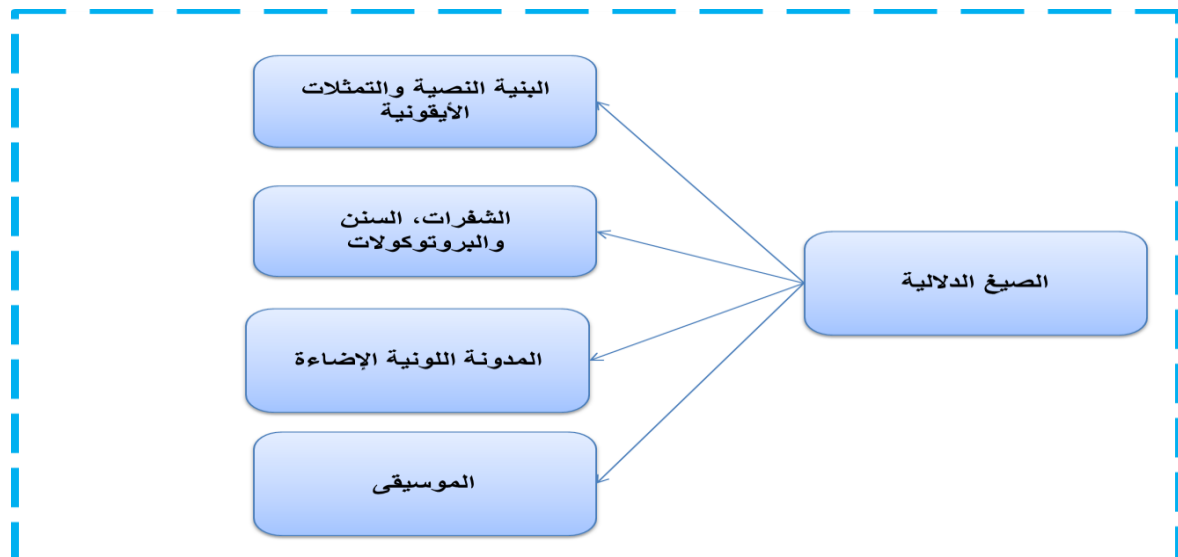 الصيغ الدلالية
البنية النصية والتمثلات
الأيقونية
الشفرات، السنن
والبروتوكولات
المدونة اللونية الإضاءة
الموسيقى